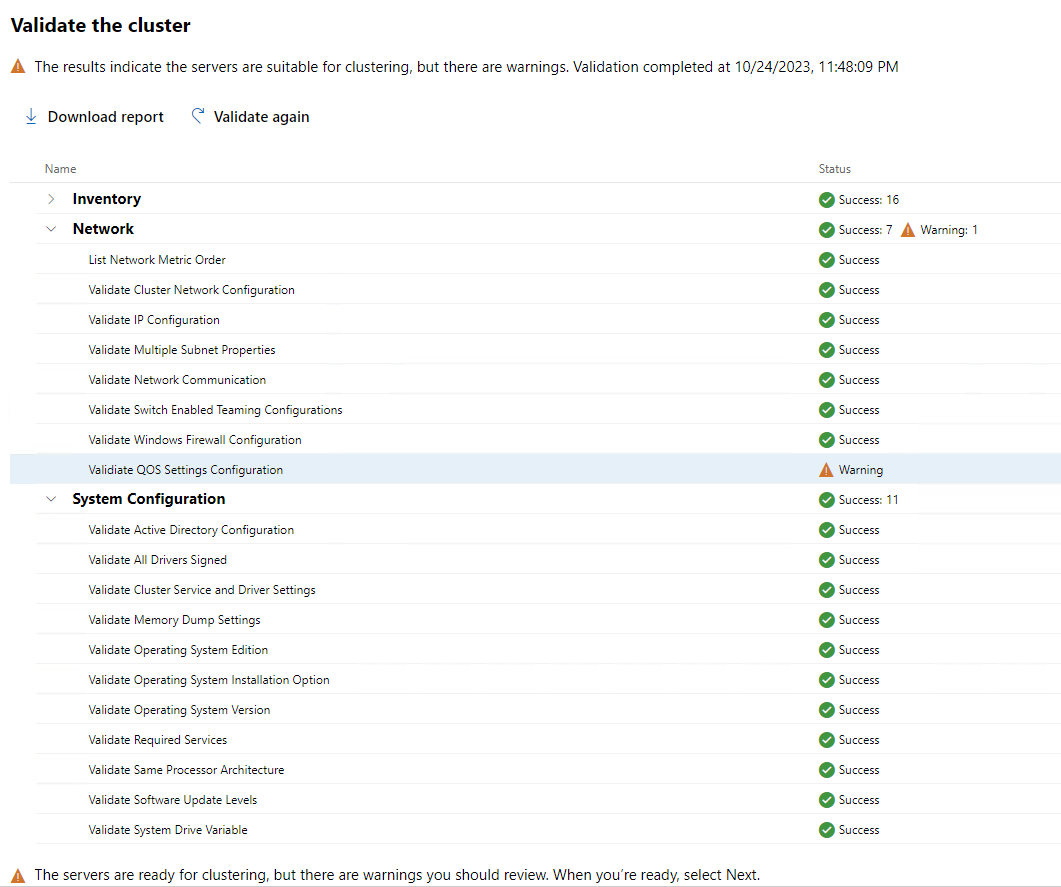 Validate the cluster
The results indicate the servers are suitable for clustering, but there are warnings. Validation completed at 10/24/2023, 11:48:09 PM
Download report Validate again
Name Status
Inventory Success: 16
Network Success: 7 Warning: 1
List Network Metric Order Success
Validate Cluster Network Configuration Success
Validate IP Configuration Success
Validate Multiple Subnet Properties Success
Validate Network Communication Success
Validate Switch Enabled Teaming Configurations Success
Validate Windows Firewall Configuration Success
Validiate QOS Settings Configuration Warning
System Configuration Success: 11
Validate Active Directory Configuration Success
Validate All Drivers Signed Success
Validate Cluster Service and Driver Settings Success
Validate Memory Dump Settings Success
Validate Operating System Edition Success
Validate Operating System Installation Option Success
Validate Operating System Version Success
Validate Required Services Success
Validate Same Processor Architecture Success
Validate Software Update Levels Success
Validate System Drive Variable Success
The servers are ready for clustering, but there are warnings you should review. When you’re ready, select Next.